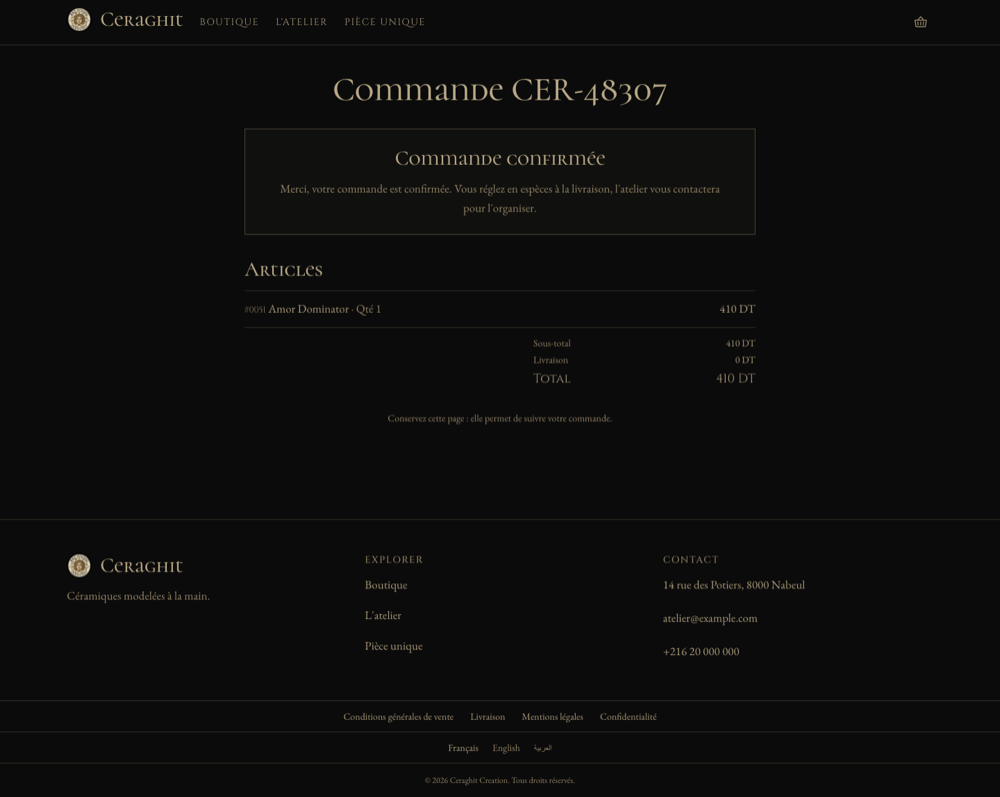 Ceraghit
BOUTIQUE
L'ATELIER
PIÈCE UNIQUE
Commande CER-48307
Commande confirmée
Merci, votre commande est confirmée. Vous réglez en espèces à la livraison, l'atelier vous contactera
pour l'organiser.
Articles
#0051 Amor Dominator · Qté 1
410 DT
Sous-total
410 DT
Livraison
0 DT
Total
410 DT
Conservez cette page : elle permet de suivre votre commande.
Ceraghit
Céramiques modelées à la main.
EXPLORER
Boutique
L'atelier
Pièce unique
CONTACT
14 rue des Potiers, 8000 Nabeul
atelier@example.com
+216 20 000 000
Conditions générales de vente
Livraison
Mentions légales
Confidentialité
Français
English
العربية
© 2026 Ceraghit Creation. Tous droits réservés.